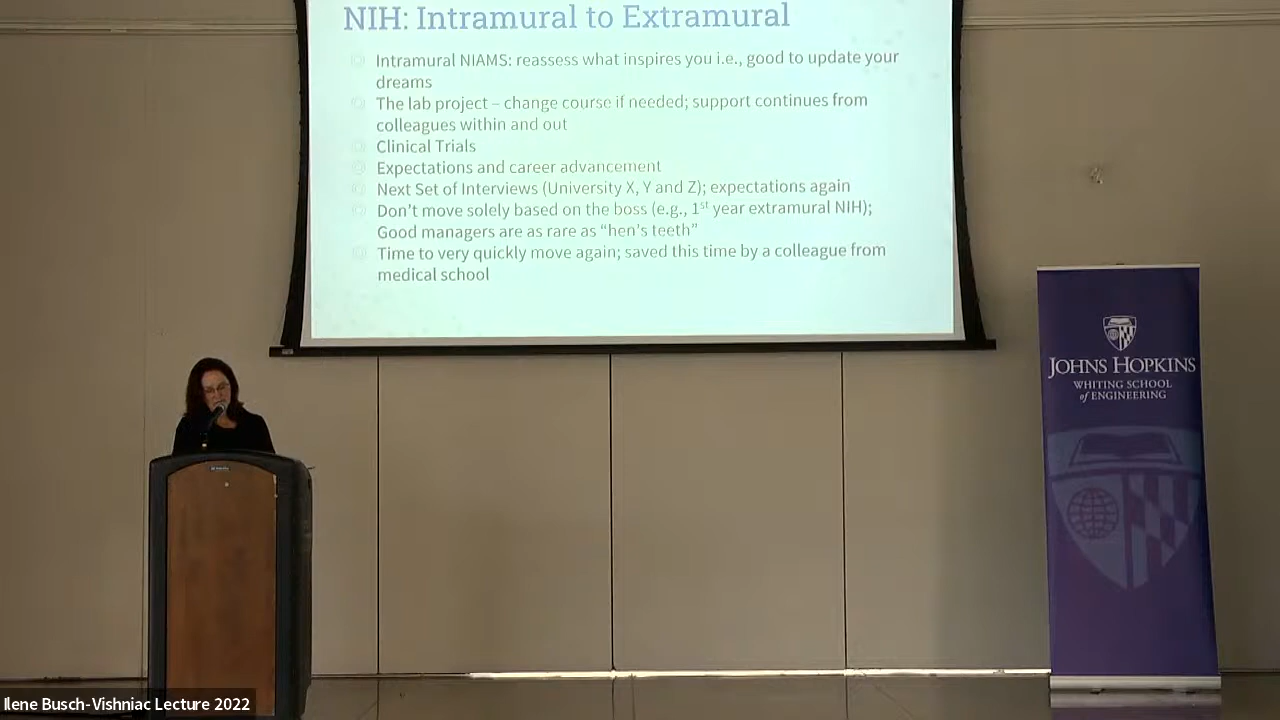 NIH: Intramural to Extramural
Intramural NIAMS: reassess what inspires you i.e., good to update your
dreams
The lab project – change course if needed; support continues from
colleagues within and out
Clinical Trials
Expectations and career advancement
Next Set of Interviews (University X, Y and Z); expectations again
Don't move solely based on the boss (e.g., 1st year extramural NIH);
Good managers are as rare as “hen's teeth”
Time to very quickly move again; saved this time by a colleague from
medical school
JOHNS HOPKINS
WHITING SCHOOL
of ENGINEERING
Ilene Busch-Vishniac Lecture 2022